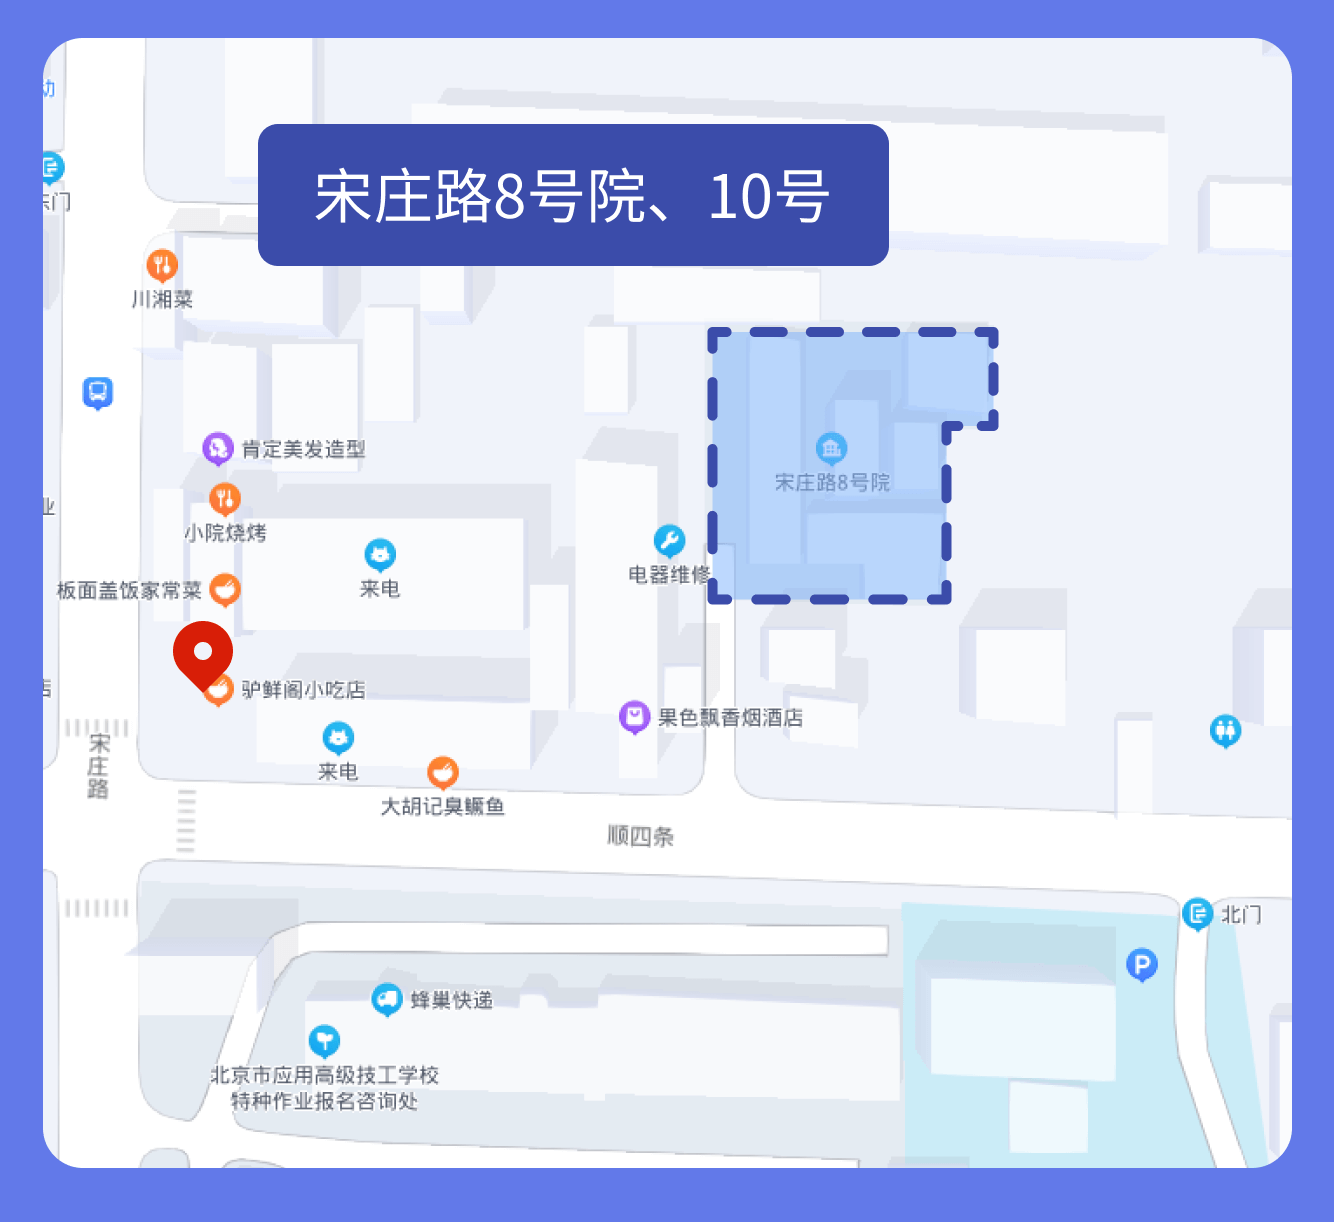 宋庄路8号院、10号
川湘菜
肯定美发造型
宋庄路8号院
小院烧烤
电器维修
来电
板面盖饭家常菜
驴鲜阁小吃店
果色飘香烟酒店
宋庄路
来电
大胡记臭鳜鱼
顺四条
北门
P
蜂巢快递
北京市应用高级技工学校
特种作业报名咨询处